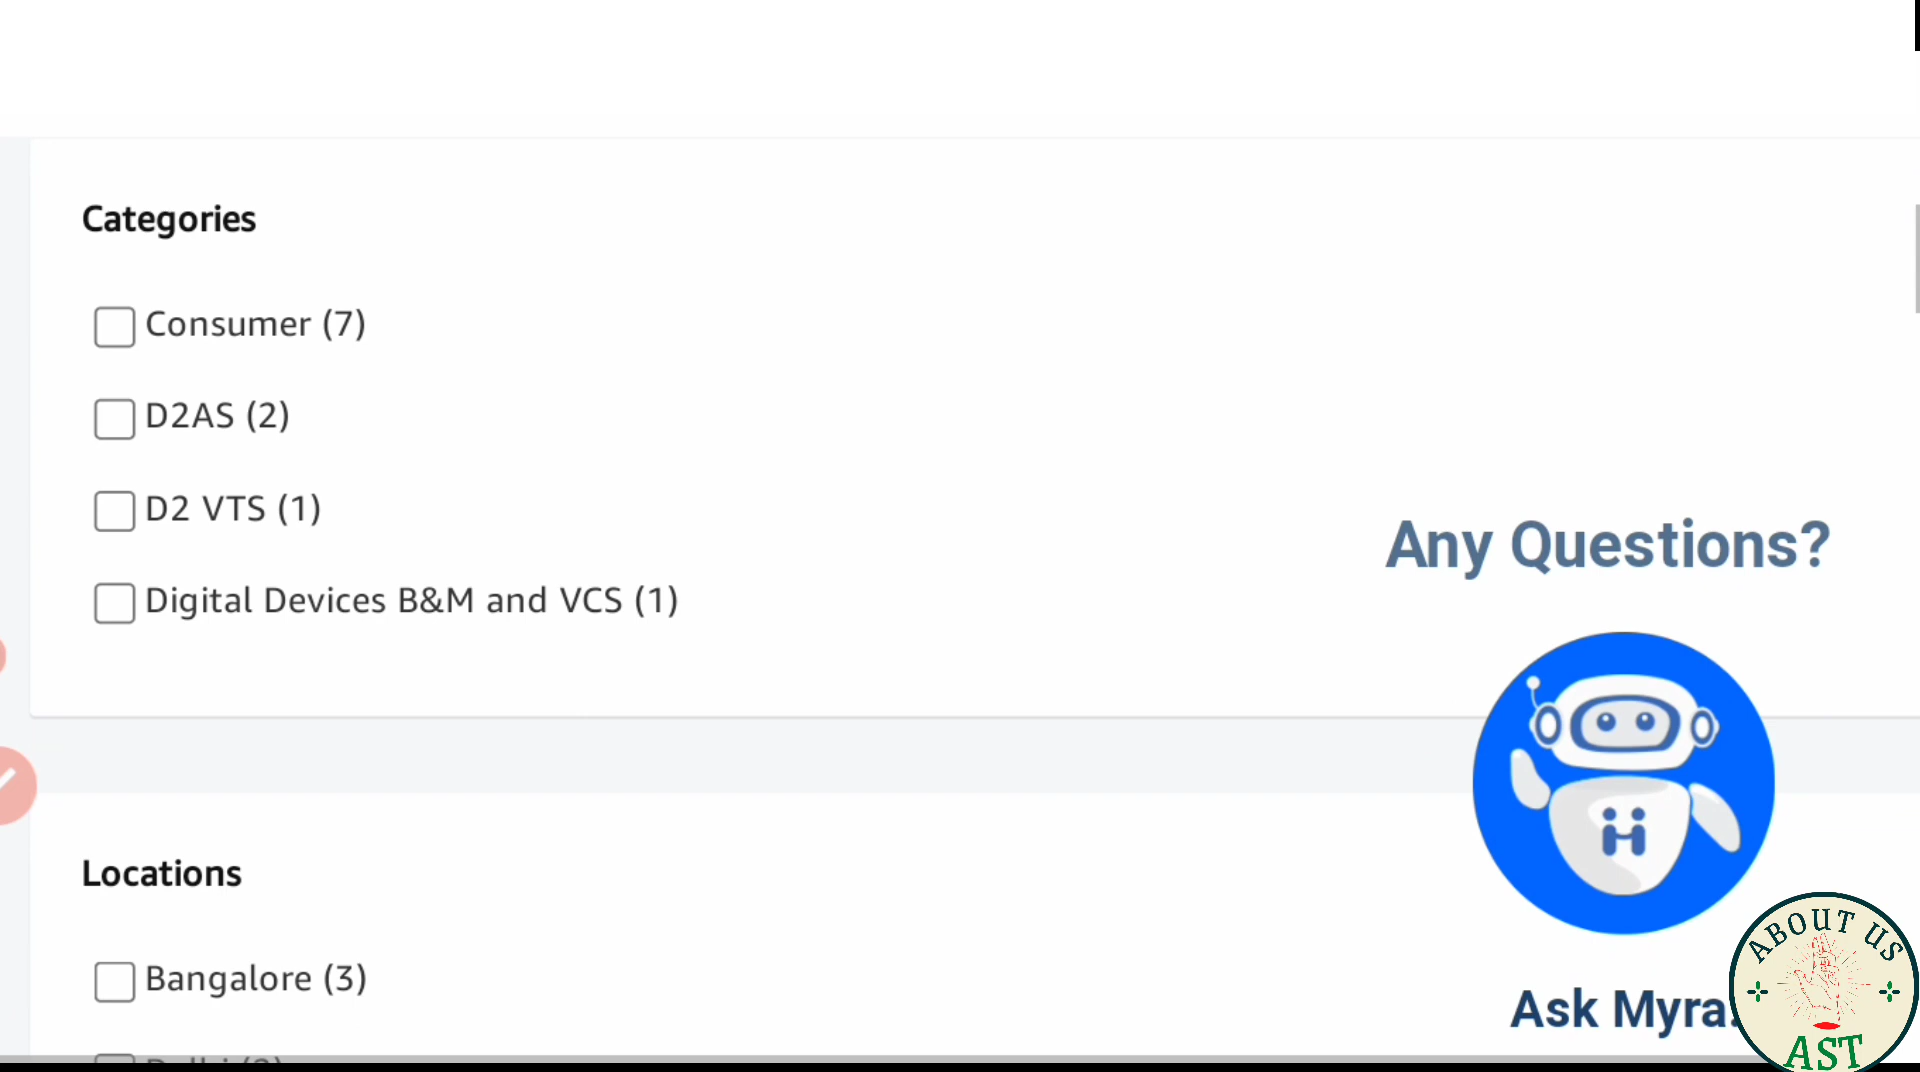 Categories
Consumer (7)
D2AS (2)
D2 VTS (1)
Digital Devices B&M and VCS (1)
Any Questions?
Locations
Bangalore (3)
Ask Myra.
ABOUT US
AST